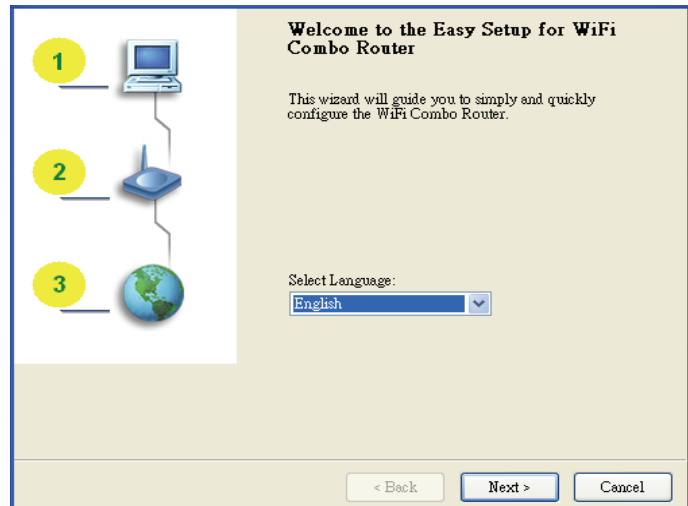 1
2
3
Welcome to the Easy Setup for WiFi
Combo Router
This wizard will guide you to simply and quickly
configure the WiFi Combo Router.
Select Language:
English
< Back
Next >
Cancel